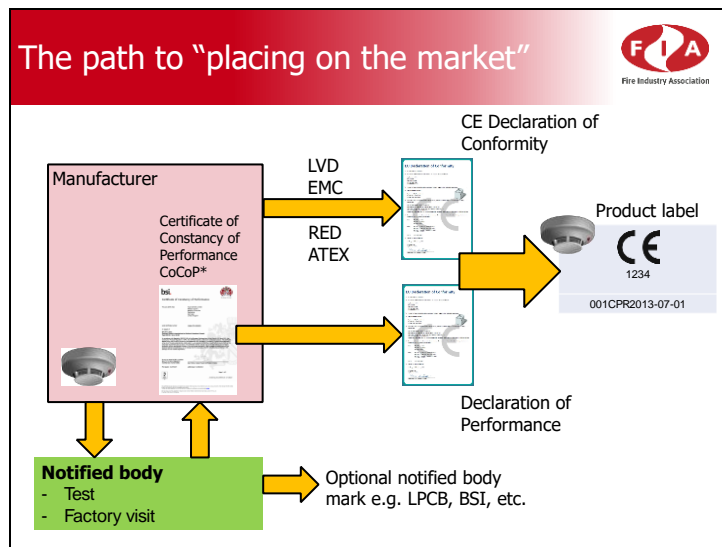 The path to “placing on the market”
FIA
Fire Industry Association
CE Declaration of
Conformity
Manufacturer
LVD
EMC
RED
ATEX
Certificate of
Constancy of
Performance
CoCoP*
bsi.
Product label
CE
1234
001CPR2013-07-01
Declaration of
Performance
Notified body
- Test
- Factory visit
Optional notified body
mark e.g. LPCB, BSI, etc.